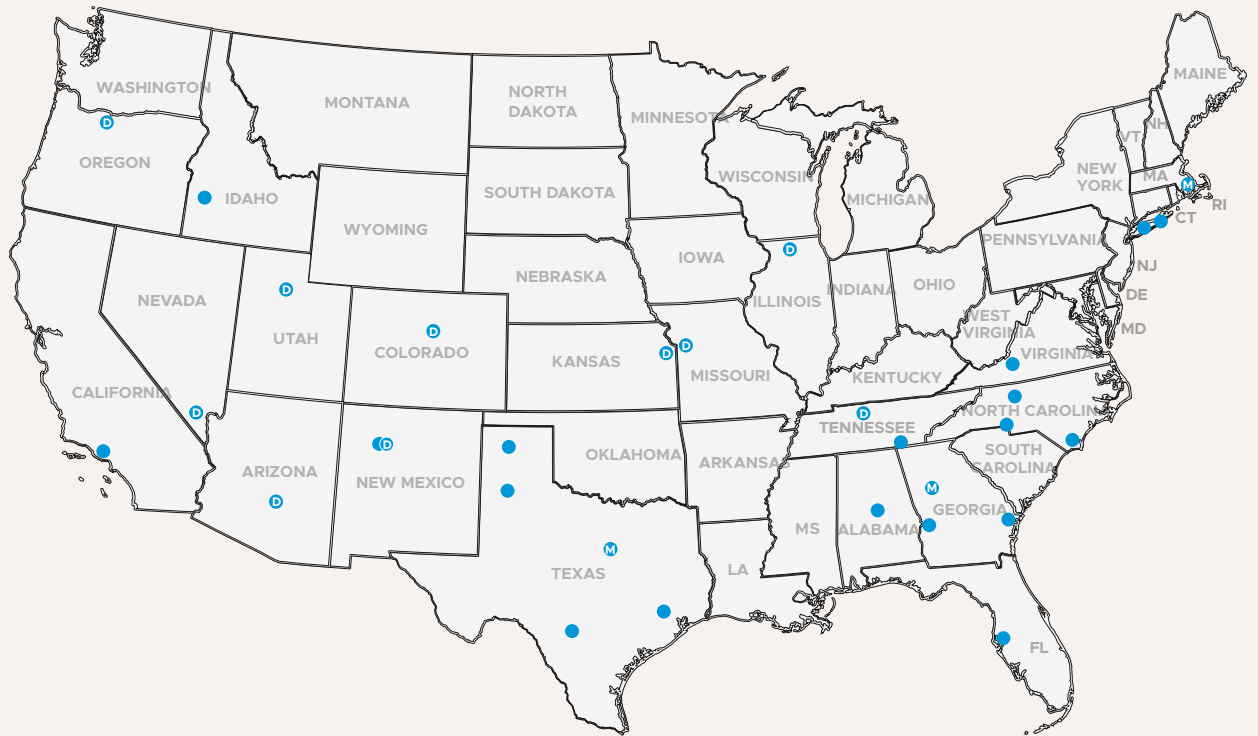 MAINE
WASHINGTON
NORTH
DAKOTA
MONTANA
MINNESOTA
D
NH
VT
OREGON
NEW
YORK
MA
WISCONSIN
M
SOUTH DAKOTA
IDAHO
MICHIGAN
RI
CT
WYOMING
PENNSYLVANIA
D
IOWA
NJ
NEBRASKA
OHIO
D
INDIANA
DE
NEVADA
ILLINOIS
WEST
VIRGINIA
MD
D
UTAH
COLORADO
D
D
VIRGINIA
KANSAS
MISSOURI
KENTUCKY
CALIFORNIA
D
D
NORTH CAROLINA
TENNESSEE
D
SOUTH
CAROLINA
OKLAHOMA
ARKANSAS
ARIZONA
NEW MEXICO
M
D
GEORGIA
MS
ALABAMA
M
LA
TEXAS
FL